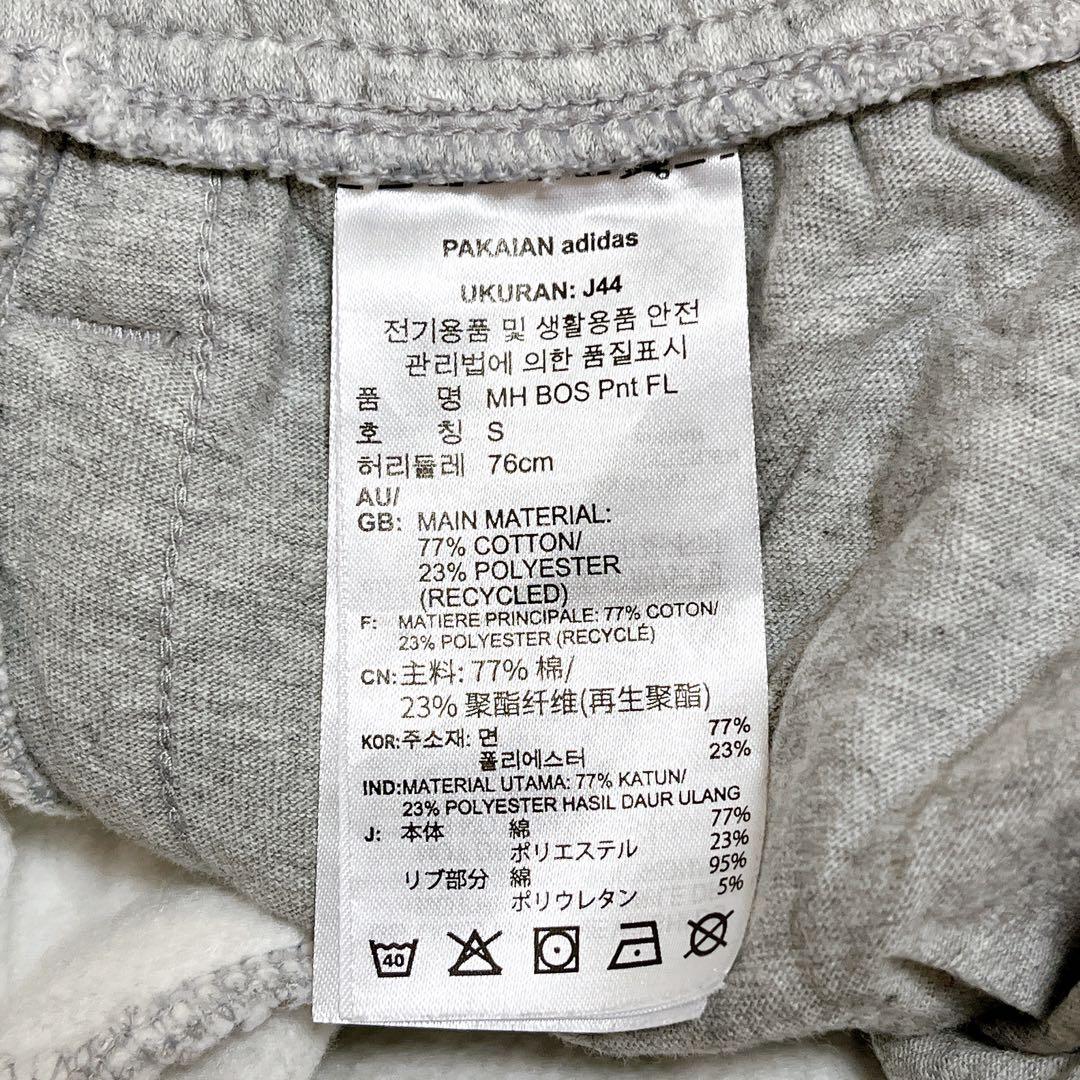 PAKAIAN adidas
UKURAN: J44
전기용품 및 생활용품 안전
관리법에 의한 품질표시
품 명 MH BOS Pnt FL
호 칭 S
허리둘레 76cm
AU/
GB: MAIN MATERIAL:
77% COTTON/
23% POLYESTER
(RECYCLED)
F: MATIERE PRINCIPALE: 77% COTON/
23% POLYESTER (RECYCLÉ)
CN: 主料: 77% 棉/
23% 聚酯纤维(再生聚酯)
KOR: 주소재: 면 77%
폴리에스터 23%
IND: MATERIAL UTAMA: 77% KATUN/
23% POLYESTER HASIL DAUR ULANG
J: 本体 綿 77%
ポリエステル 23%
リブ部分 綿 95%
ポリウレタン 5%
40